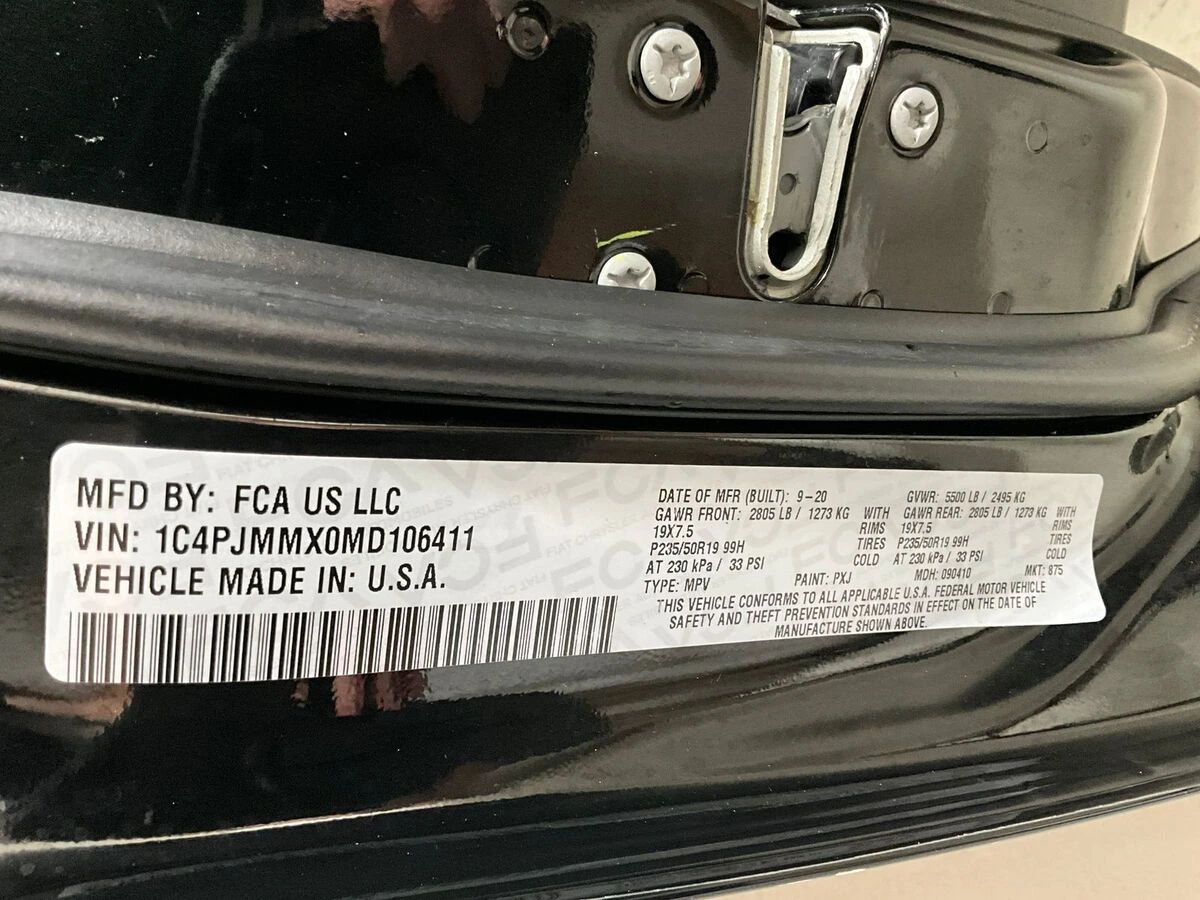 MFD BY: FCA US LLC
VIN: 1C4PJMMX0MD106411
VEHICLE MADE IN: U.S.A.
DATE OF MFR (BUILT): 9-20 GVWR: 5500 LB / 2495 KG
GAWR FRONT: 2805 LB / 1273 KG WITH GAWR REAR: 2805 LB / 1273 KG WITH
19X7.5 RIMS 19X7.5 RIMS
P235/50R19 99H TIRES P235/50R19 99H TIRES
AT 230 kPa / 33 PSI COLD AT 230 kPa / 33 PSI COLD
TYPE: MPV PAINT: PXJ MDH: 090410 MKT: 875
THIS VEHICLE CONFORMS TO ALL APPLICABLE U.S.A. FEDERAL MOTOR VEHICLE
SAFETY AND THEFT PREVENTION STANDARDS IN EFFECT ON THE DATE OF
MANUFACTURE SHOWN ABOVE.